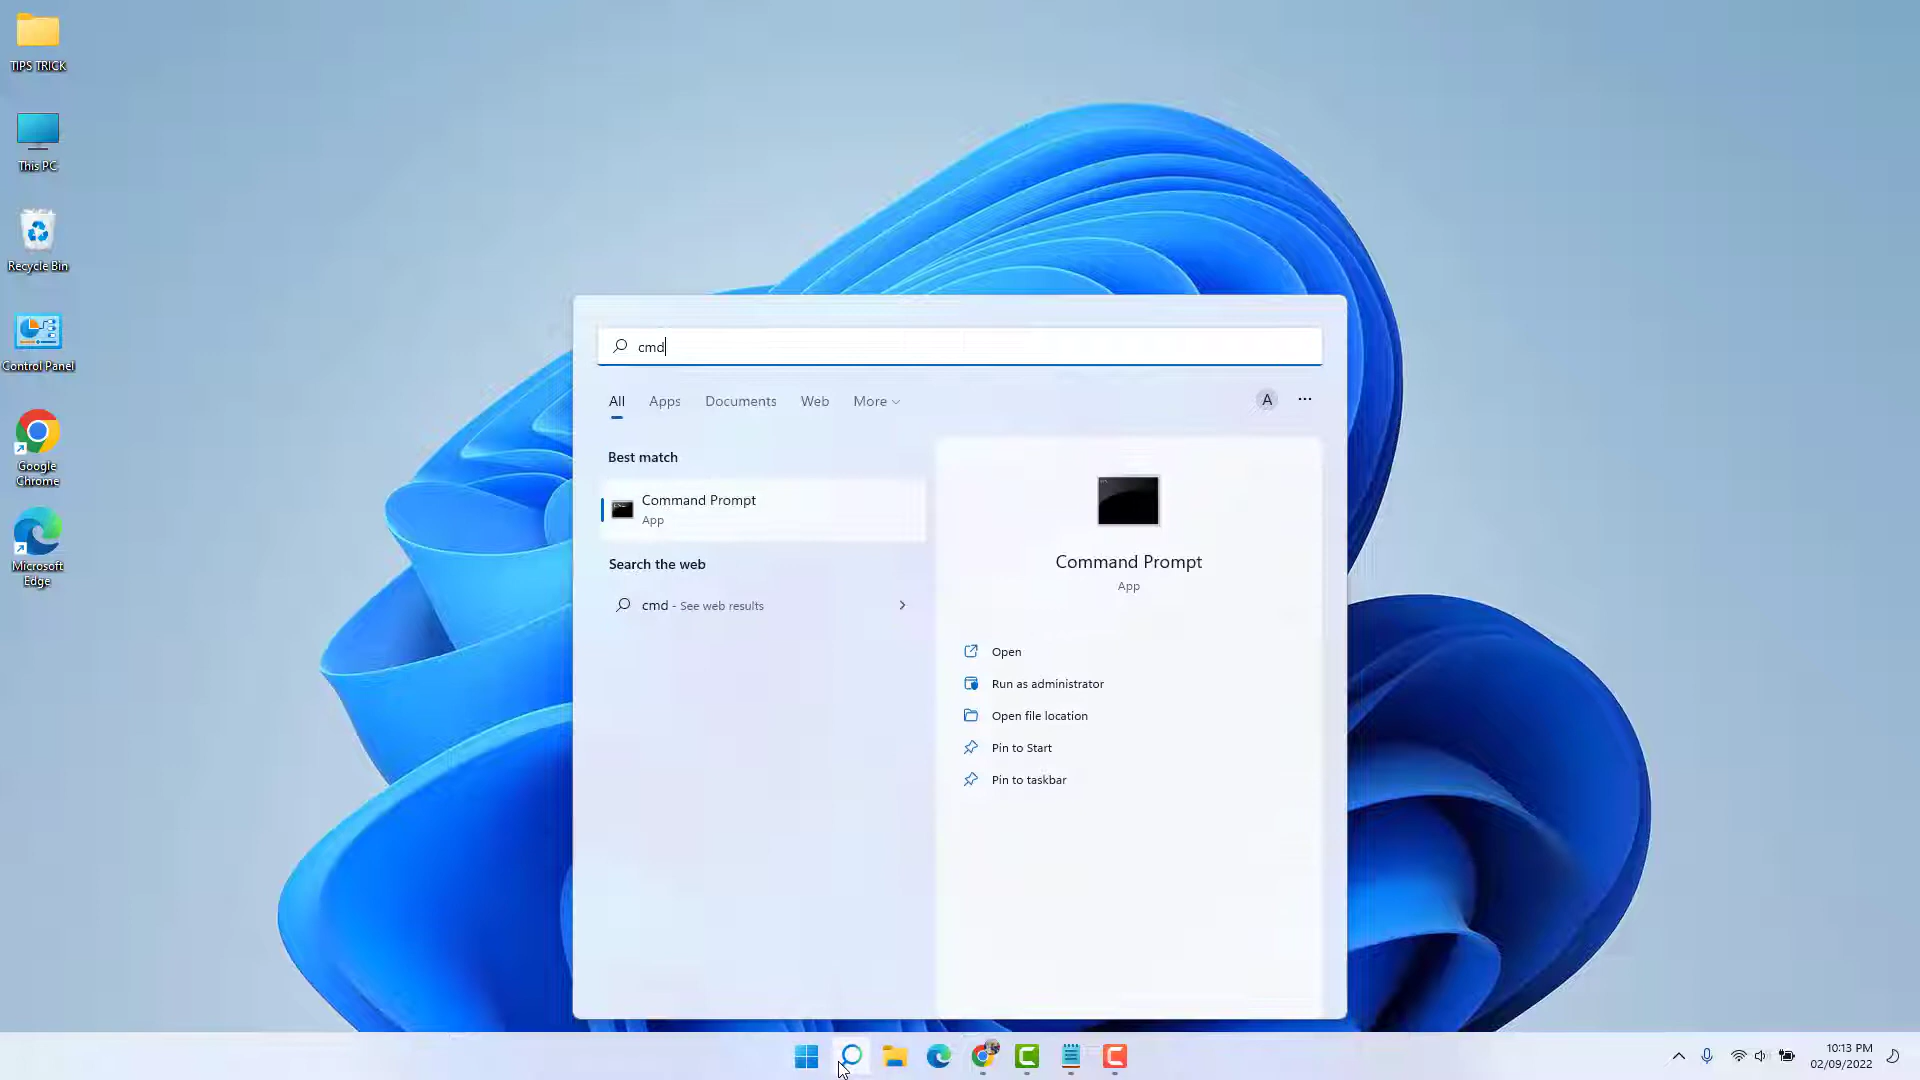 TIPS TRICK
This PC
Recycle Bin
Control Panel
Google
Chrome
Microsoft
Edge
cmd
All Apps Documents Web More
A
Best match
Command Prompt
App
Search the web
cmd - See web results
Command Prompt
App
Open
Run as administrator
Open file location
Pin to Start
Pin to taskbar
10:13 PM
02/09/2022